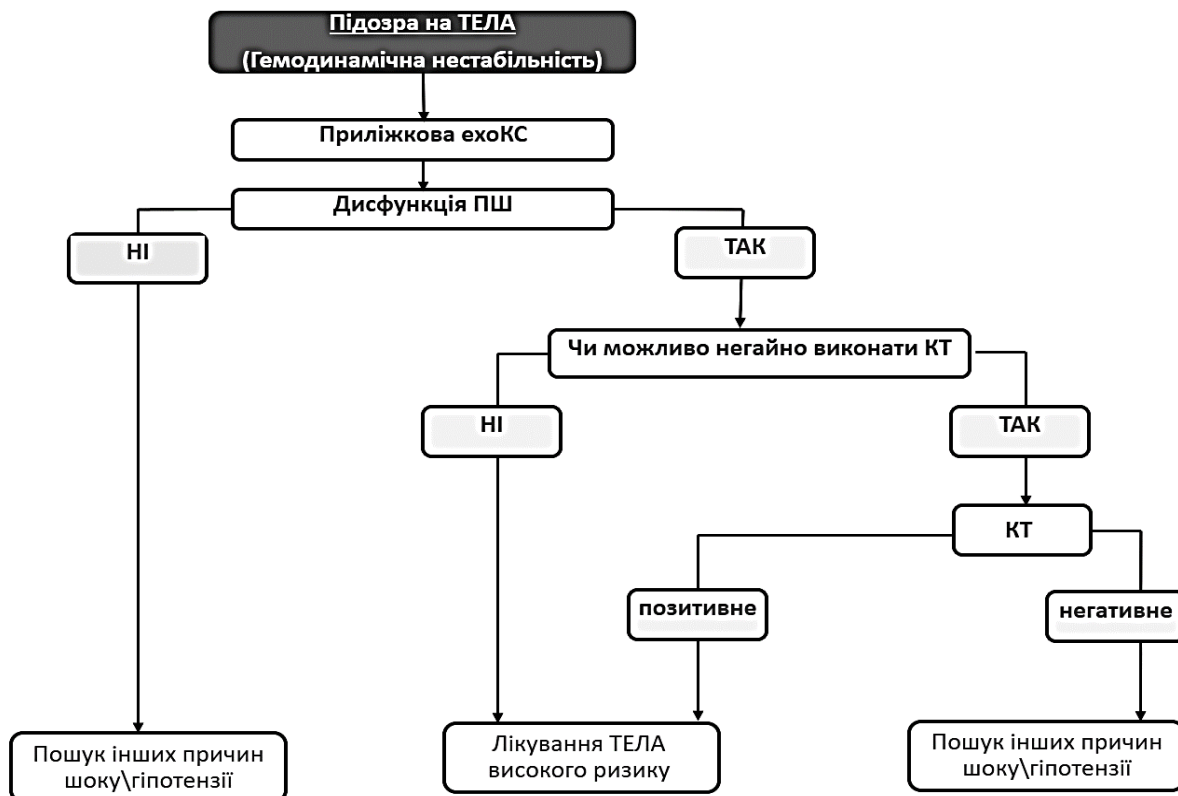 Підозра на ТЕЛА
(Гемодинамічна нестабільність)
Приліжкова ехоКС
Дисфункція ПШ
НІ
ТАК
Чи можливо негайно виконати КТ
НІ
ТАК
КТ
позитивне
негативне
Пошук інших причин
шоку\гіпотензії
Лікування ТЕЛА
високого ризику
Пошук інших причин
шоку\гіпотензії